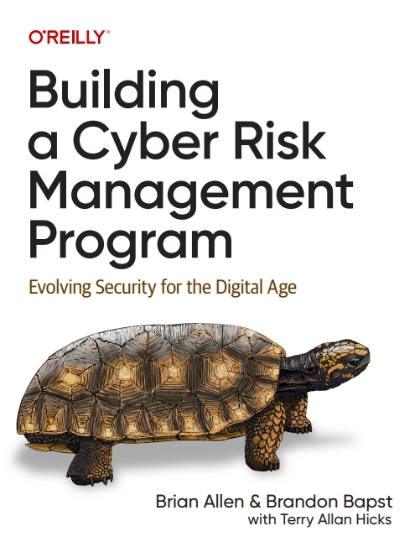 O'REILLY®
Building
a Cyber Risk
Management
Program
Evolving Security for the Digital Age
Brian Allen & Brandon Bapst
with Terry Allan Hicks